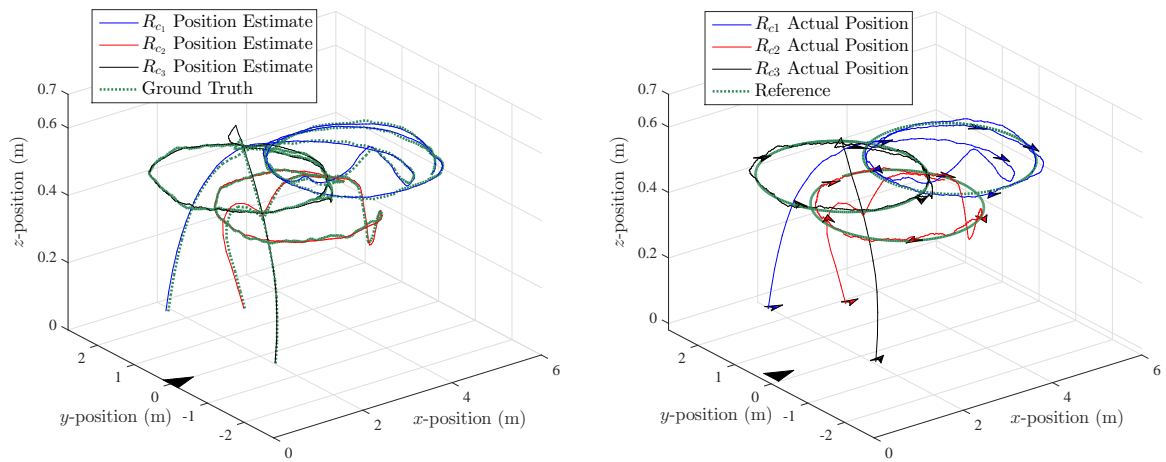 R_{c_1} Position Estimate
R_{c_2} Position Estimate
R_{c_3} Position Estimate
Ground Truth
0.7
0.6
0.4
0.2
0
z-position (m)
2
1
0
-1
-2
y-position (m)
0
2
4
6
x-position (m)
R_{c1} Actual Position
R_{c2} Actual Position
R_{c3} Actual Position
Reference
0.7
0.6
0.4
0.2
0
z-position (m)
2
1
0
-1
-2
y-position (m)
0
2
4
6
x-position (m)